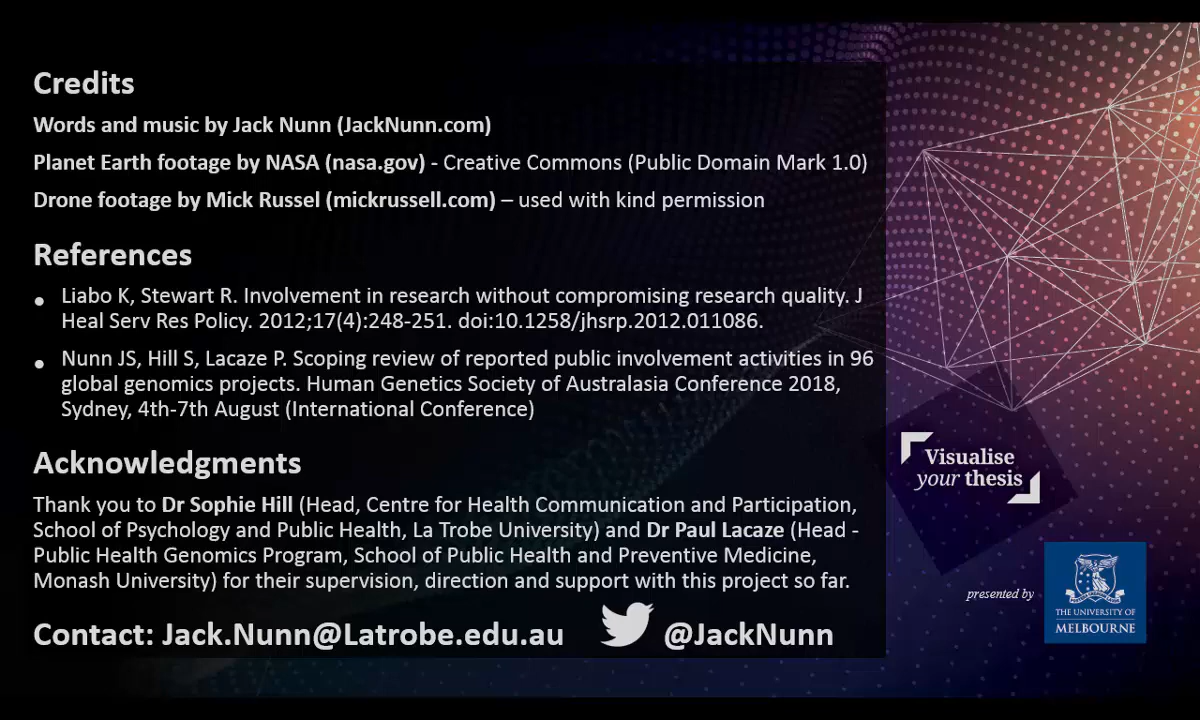 Credits
Words and music by Jack Nunn (JackNunn.com)
Planet Earth footage by NASA (nasa.gov) - Creative Commons (Public Domain Mark 1.0)
Drone footage by Mick Russel (mickrussell.com) – used with kind permission
References
• Liabo K, Stewart R. Involvement in research without compromising research quality. J
Heal Serv Res Policy. 2012;17(4):248-251. doi:10.1258/jhsrp.2012.011086.
• Nunn JS, Hill S, Lacaze P. Scoping review of reported public involvement activities in 96
global genomics projects. Human Genetics Society of Australasia Conference 2018,
Sydney, 4th-7th August (International Conference)
Acknowledgments
Thank you to Dr Sophie Hill (Head, Centre for Health Communication and Participation,
School of Psychology and Public Health, La Trobe University) and Dr Paul Lacaze (Head -
Public Health Genomics Program, School of Public Health and Preventive Medicine,
Monash University) for their supervision, direction and support with this project so far.
Contact: Jack.Nunn@Latrobe.edu.au @JackNunn
Visualise
your thesis
presented by
THE UNIVERSITY OF
MELBOURNE